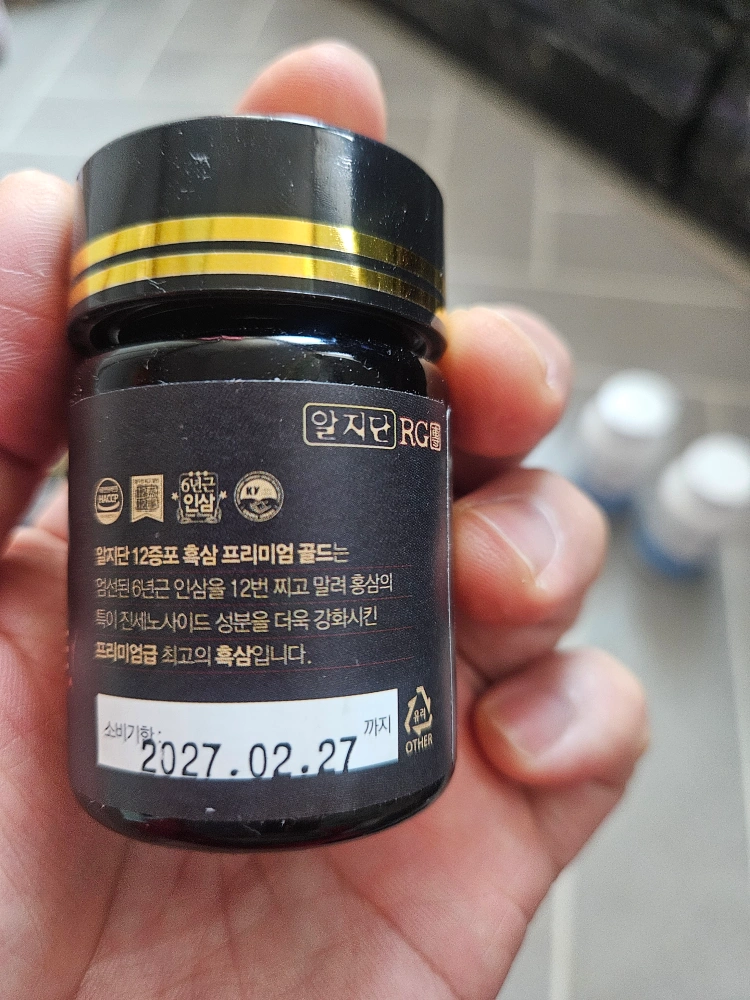 알지단 RG
HACCP
6년근
인삼
KY
알지단 12증포 흑삼 프리미엄 골드는
엄선된 6년근 인삼을 12번 찌고 말려 홍삼의
특이 진세노사이드 성분을 더욱 강화시킨
프리미엄급 최고의 흑삼입니다.
소비기한 :
2027.02.27
까지
유리
OTHER